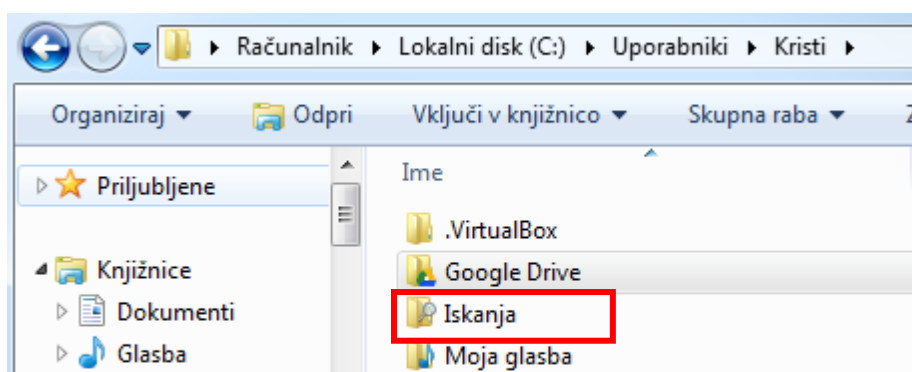 Računalnik Lokalni disk (C:) Uporabniki Kristi
Organiziraj Odpri Vključi v knjižnico Skupna raba
Priljubljene
Knjižnice
Dokumenti
Glasba
Ime
.VirtualBox
Google Drive
Iskanja
Moja glasba